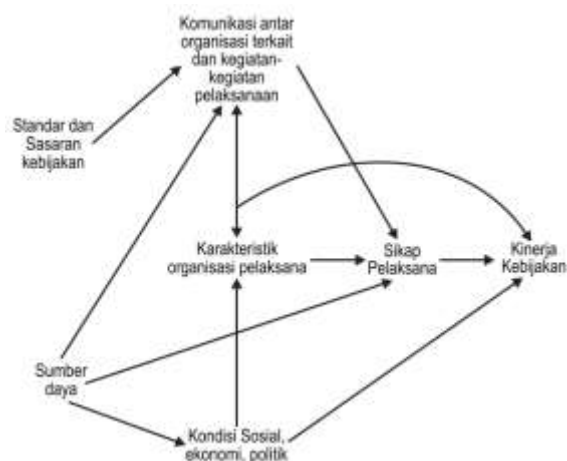 Komunikasi antar
organisasi terkait
dan kegiatan-
kegiatan
pelaksanaan
Standar dan
Sasaran
kebijakan
Karakteristik
organisasi pelaksana
Sikap
Pelaksana
Kinerja
Kebijakan
Sumber
daya
Kondisi Sosial,
ekonomi, politik